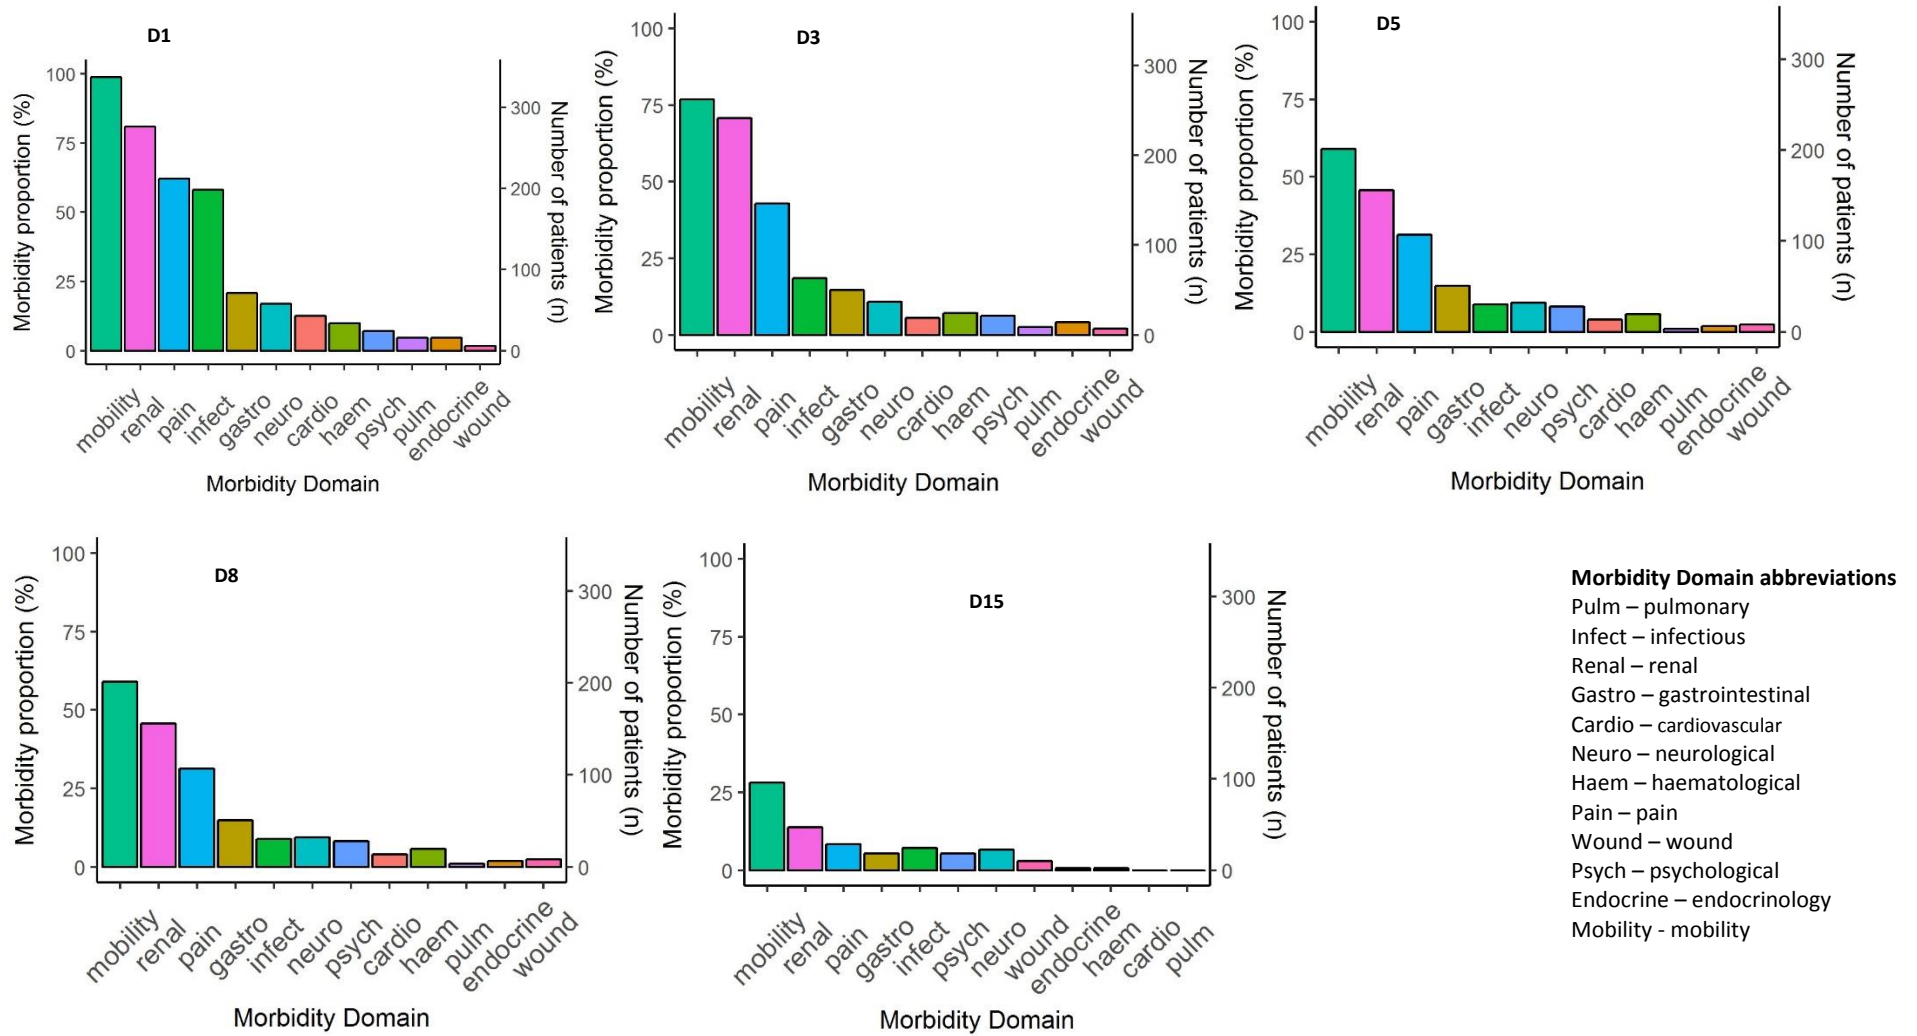 D1
Morbidity proportion (%)
100
75
50
25
0
300
200
100
0
Number of patients (n)
mobility
renal
pain
infect
gastro
neuro
cardio
haem
psych
pulm
endocrine
wound
Morbidity Domain
D3
Morbidity proportion (%)
100
75
50
25
0
300
200
100
0
Number of patients (n)
mobility
renal
pain
infect
gastro
neuro
cardio
haem
psych
pulm
endocrine
wound
Morbidity Domain
D5
Morbidity proportion (%)
100
75
50
25
0
300
200
100
0
Number of patients (n)
mobility
renal
pain
gastro
infect
neuro
psych
cardio
haem
pulm
endocrine
wound
Morbidity Domain
D8
Morbidity proportion (%)
100
75
50
25
0
300
200
100
0
Number of patients (n)
mobility
renal
pain
gastro
infect
neuro
psych
cardio
haem
pulm
endocrine
wound
Morbidity Domain
D15
Morbidity proportion (%)
100
75
50
25
0
300
200
100
0
Number of patients (n)
mobility
renal
pain
gastro
infect
psych
neuro
wound
endocrine
haem
cardio
pulm
Morbidity Domain
Morbidity Domain abbreviations
Pulm – pulmonary
Infect – infectious
Renal – renal
Gastro – gastrointestinal
Cardio – cardiovascular
Neuro – neurological
Haem – haematological
Pain – pain
Wound – wound
Psych – psychological
Endocrine – endocrinology
Mobility - mobility